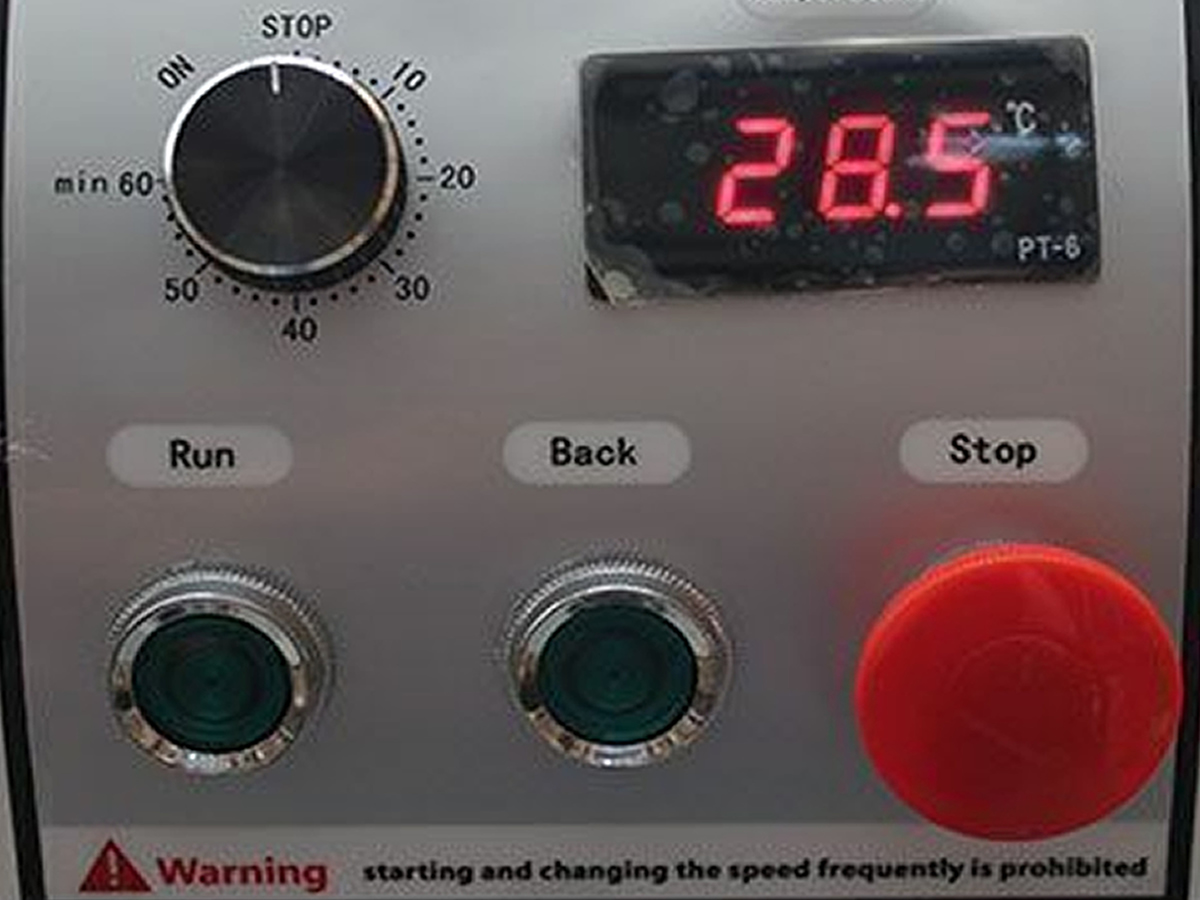 STOP
ON
10
min 60
20
50
30
40
28.5
°C
PT-6
Run
Back
Stop
Warning starting and changing the speed frequently is prohibited